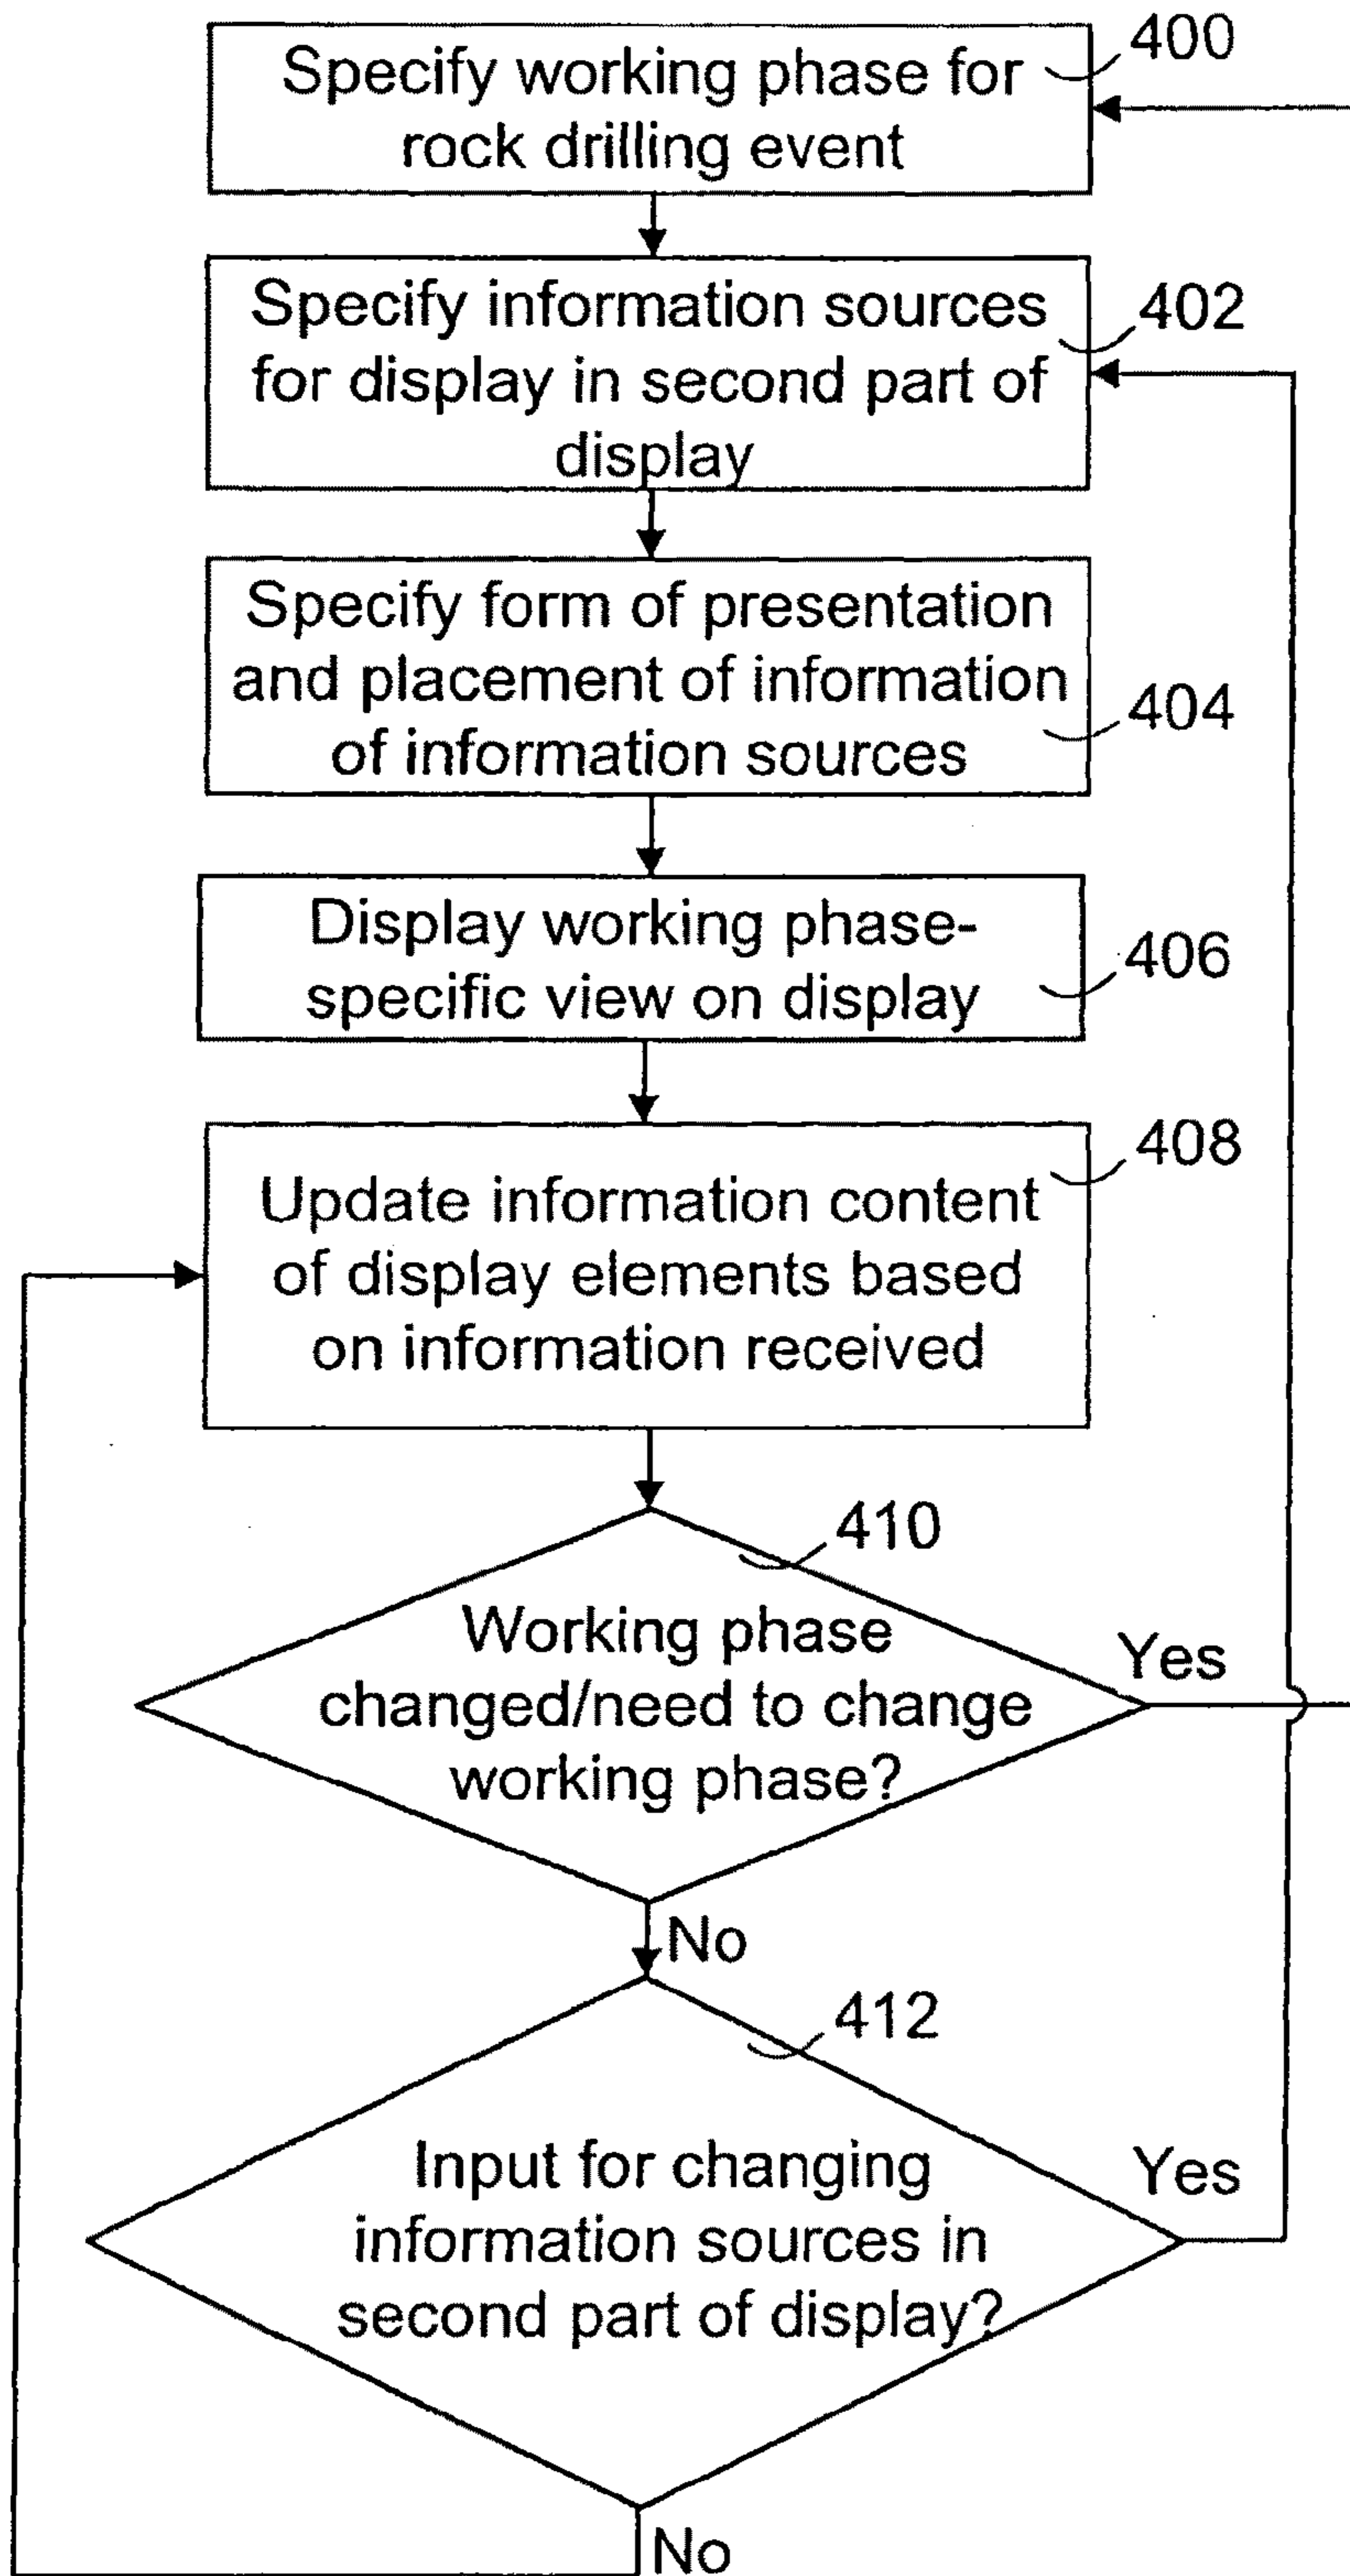 Specify working phase for
rock drilling event
400
Specify information sources
for display in second part of
display
402
Specify form of presentation
and placement of information
of information sources
404
Display working phase-
specific view on display
406
408
Update information content
of display elements based
on information received
410
Working phase
changed/need to change
working phase?
Yes
No
412
Input for changing
information sources in
second part of display?
Yes
No